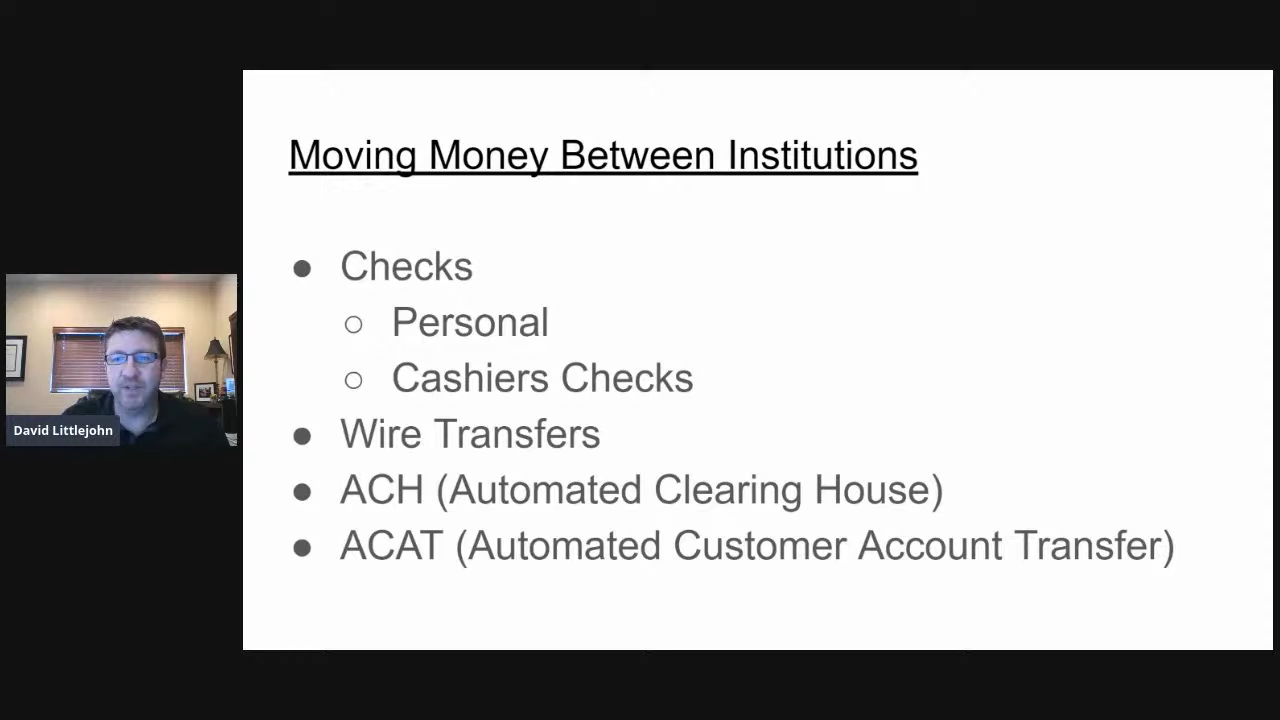 Moving Money Between Institutions
● Checks
○ Personal
○ Cashiers Checks
● Wire Transfers
● ACH (Automated Clearing House)
● ACAT (Automated Customer Account Transfer)
David Littlejohn